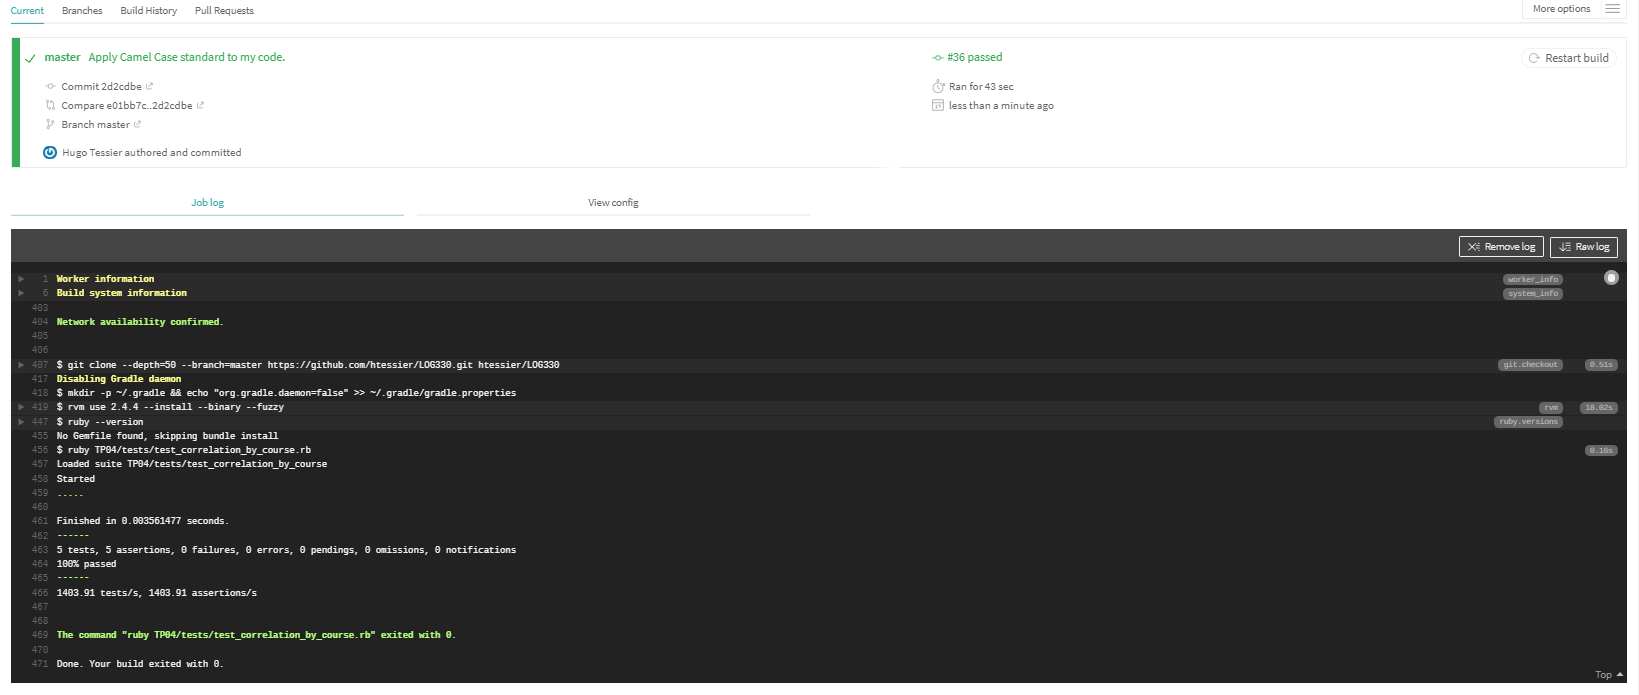 Current Branches Build History Pull Requests More options
master Apply Camel Case standard to my code. #36 passed Restart build
Commit 2d2cdbe Ran for 43 sec
Compare e01bb7c..2d2cdbe less than a minute ago
Branch master
Hugo Tessier authored and committed
Job log View config
Remove log Raw log
1 Worker information worker_info
6 Build system information system_info
403
404 Network availability confirmed.
405
406
407 $ git clone --depth=50 --branch=master https://github.com/htessier/LOG330.git htessier/LOG330 git.checkout 0.51s
417 Disabling Gradle daemon
418 $ mkdir -p ~/.gradle && echo "org.gradle.daemon=false" >> ~/.gradle/gradle.properties
419 $ rvm use 2.4.4 --install --binary --fuzzy rvm 18.02s
447 $ ruby --version ruby.versions
455 No Gemfile found, skipping bundle install
456 $ ruby TP04/tests/test_correlation_by_course.rb 0.16s
457 Loaded suite TP04/tests/test_correlation_by_course
458 Started
459 .....
460
461 Finished in 0.003561477 seconds.
462 ------
463 5 tests, 5 assertions, 0 failures, 0 errors, 0 pendings, 0 omissions, 0 notifications
464 100% passed
465 ------
466 1403.91 tests/s, 1403.91 assertions/s
467
468
469 The command "ruby TP04/tests/test_correlation_by_course.rb" exited with 0.
470
471 Done. Your build exited with 0.
Top